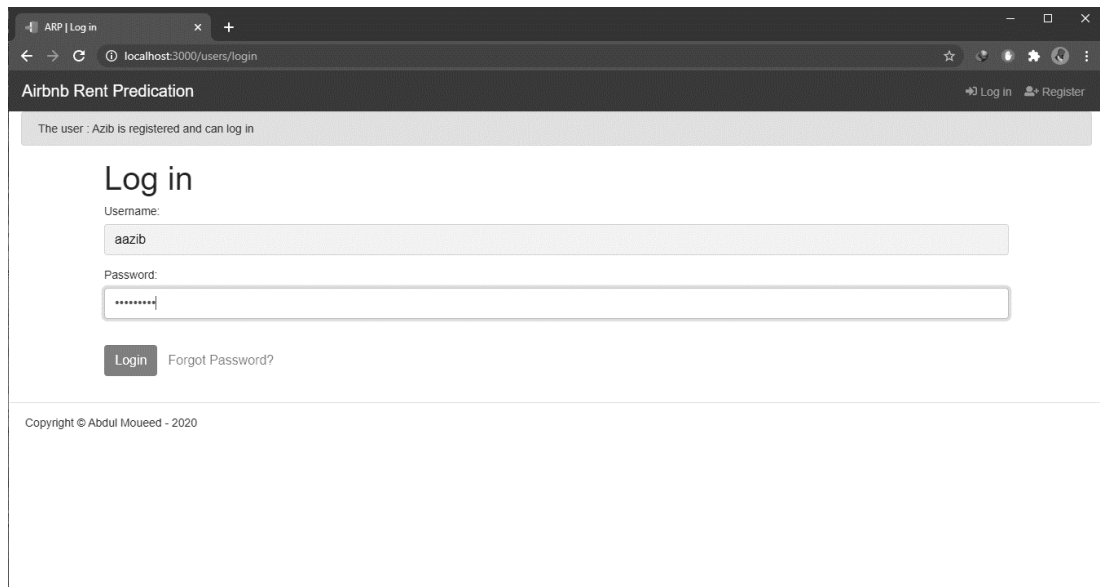 ARP | Log in
localhost:3000/users/login
Airbnb Rent Predication
Log in Register
The user : Azib is registered and can log in
Log in
Username:
aazib
Password:
•••••••••
Login Forgot Password?
Copyright © Abdul Moueed - 2020